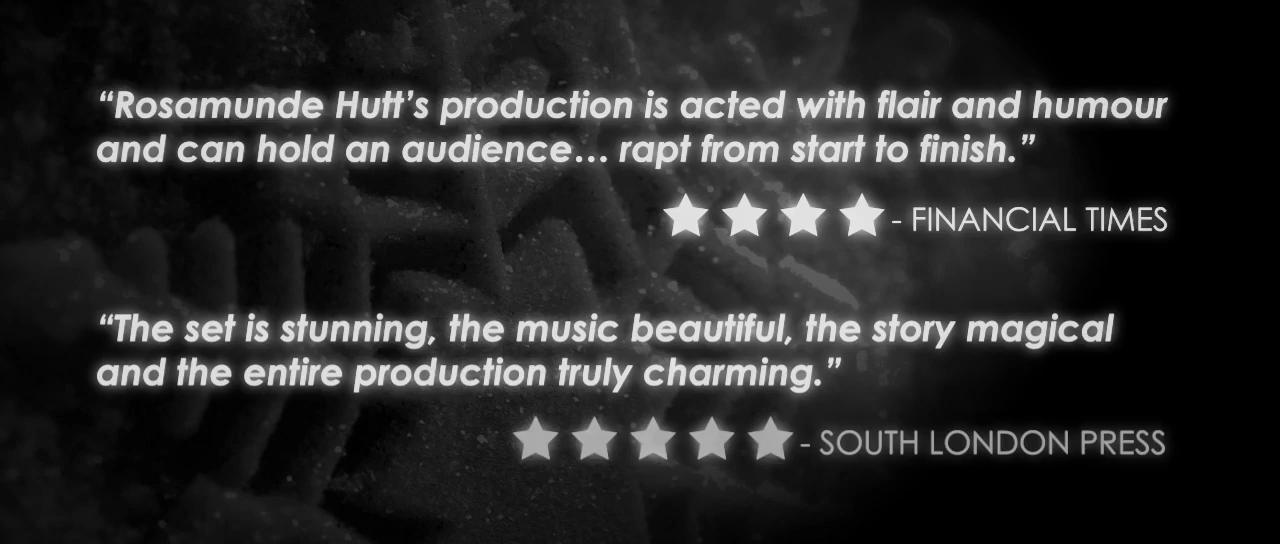 “Rosamunde Hutt’s production is acted with flair and humour
and can hold an audience... rapt from start to finish.”
★ ★ ★ ★ - FINANCIAL TIMES
“The set is stunning, the music beautiful, the story magical
and the entire production truly charming.”
★ ★ ★ ★ ★ - SOUTH LONDON PRESS